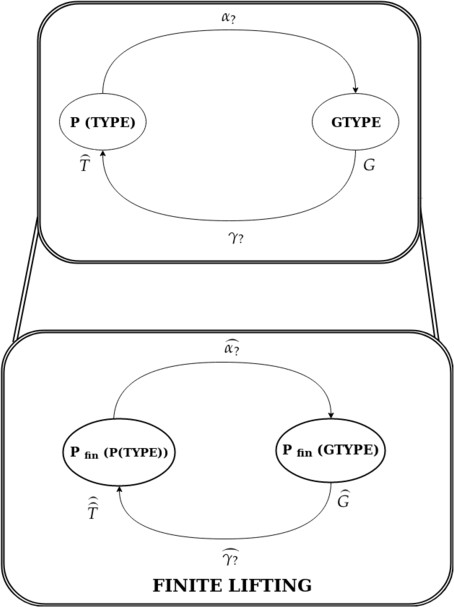 α?
P (TYPE)
GTYPE
T̂
G
γ?
α̂?
P fin (P(TYPE))
P fin (GTYPE)
T̂̂
Ĝ
γ̂?
FINITE LIFTING